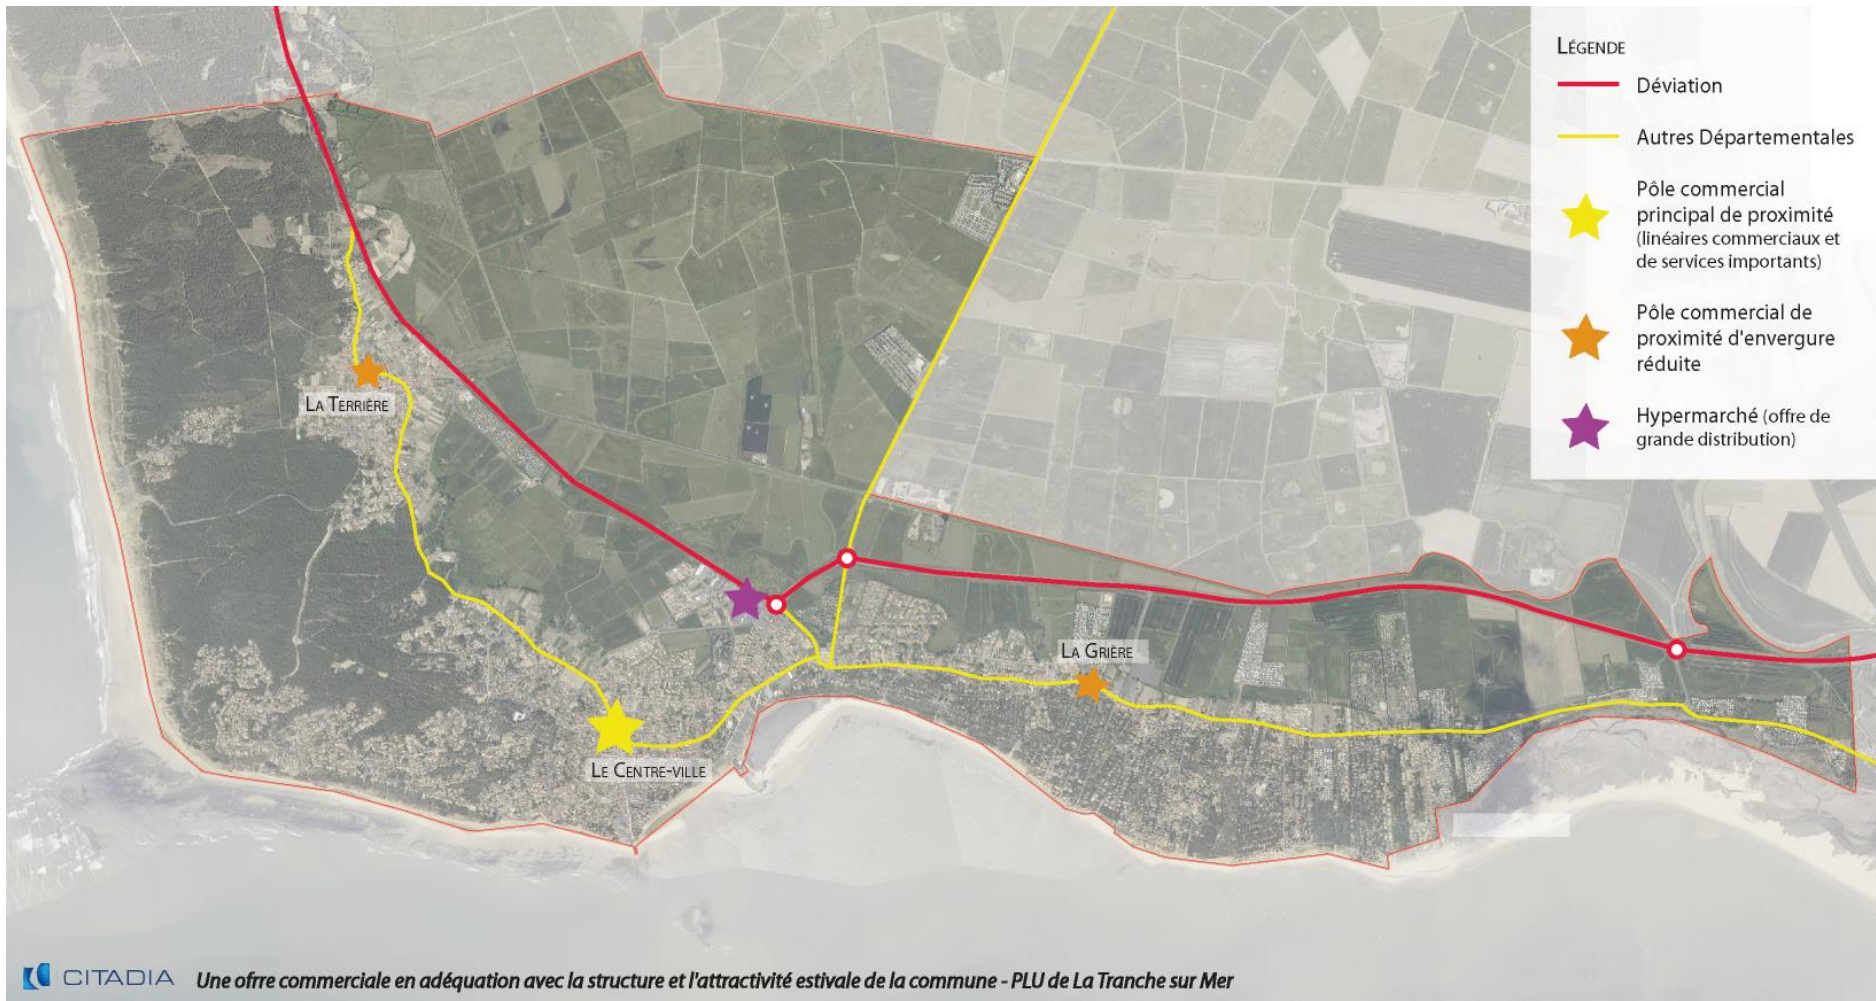 LÉGENDE
Déviation
Autres Départementales
Pôle commercial
principal de proximité
(linéaires commerciaux et
de services importants)
Pôle commercial de
proximité d'envergure
réduite
Hypermarché (offre de
grande distribution)
LA TERRIÈRE
LA GRIÈRE
LE CENTRE-VILLE
CITADIA
Une ofrre commerciale en adéquation avec la structure et l'attractivité estivale de la commune - PLU de La Tranche sur Mer